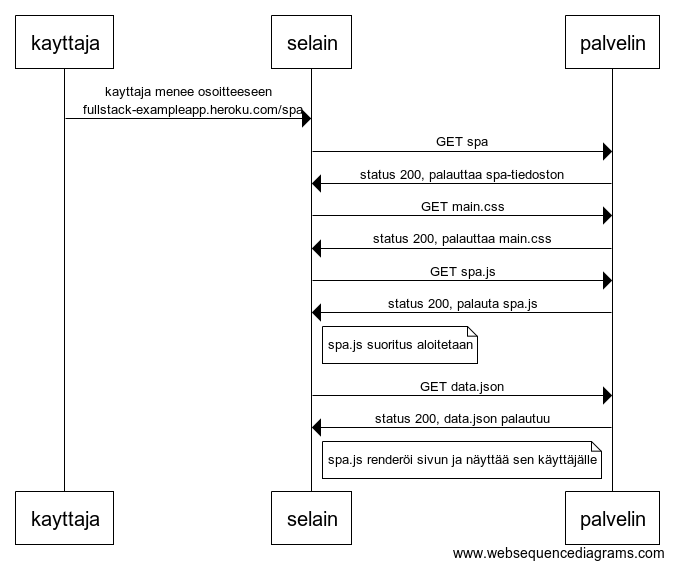 kayttaja
selain
palvelin
kayttaja menee osoitteeseen
fullstack-exampleapp.heroku.com/spa
GET spa
status 200, palauttaa spa-tiedoston
GET main.css
status 200, palauttaa main.css
GET spa.js
status 200, palauta spa.js
spa.js suoritus aloitetaan
GET data.json
status 200, data.json palautuu
spa.js renderöi sivun ja näyttää sen käyttäjälle
kayttaja
selain
palvelin
www.websequencediagrams.com